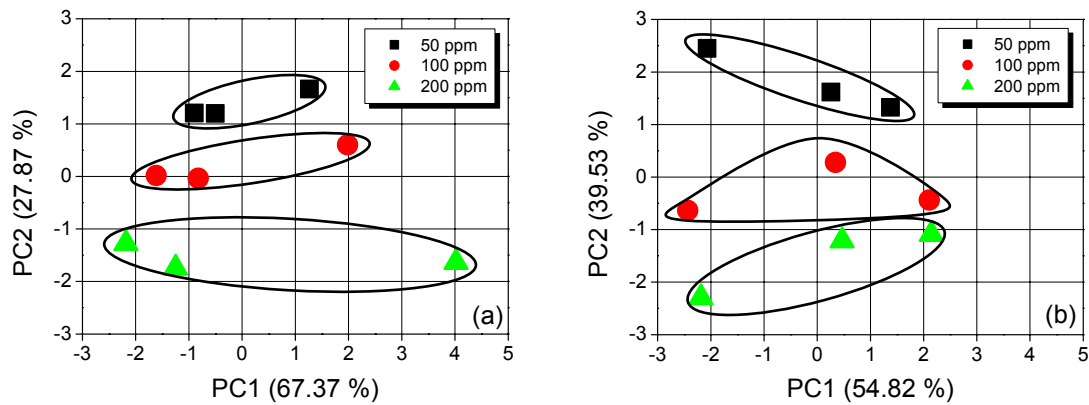 3
2
1
0
-1
-2
-3
-3 -2 -1 0 1 2 3 4 5
PC2 (27.87 %)
PC1 (67.37 %)
50 ppm
100 ppm
200 ppm
(a)
3
2
1
0
-1
-2
-3
-3 -2 -1 0 1 2 3 4 5
PC2 (39.53 %)
PC1 (54.82 %)
50 ppm
100 ppm
200 ppm
(b)